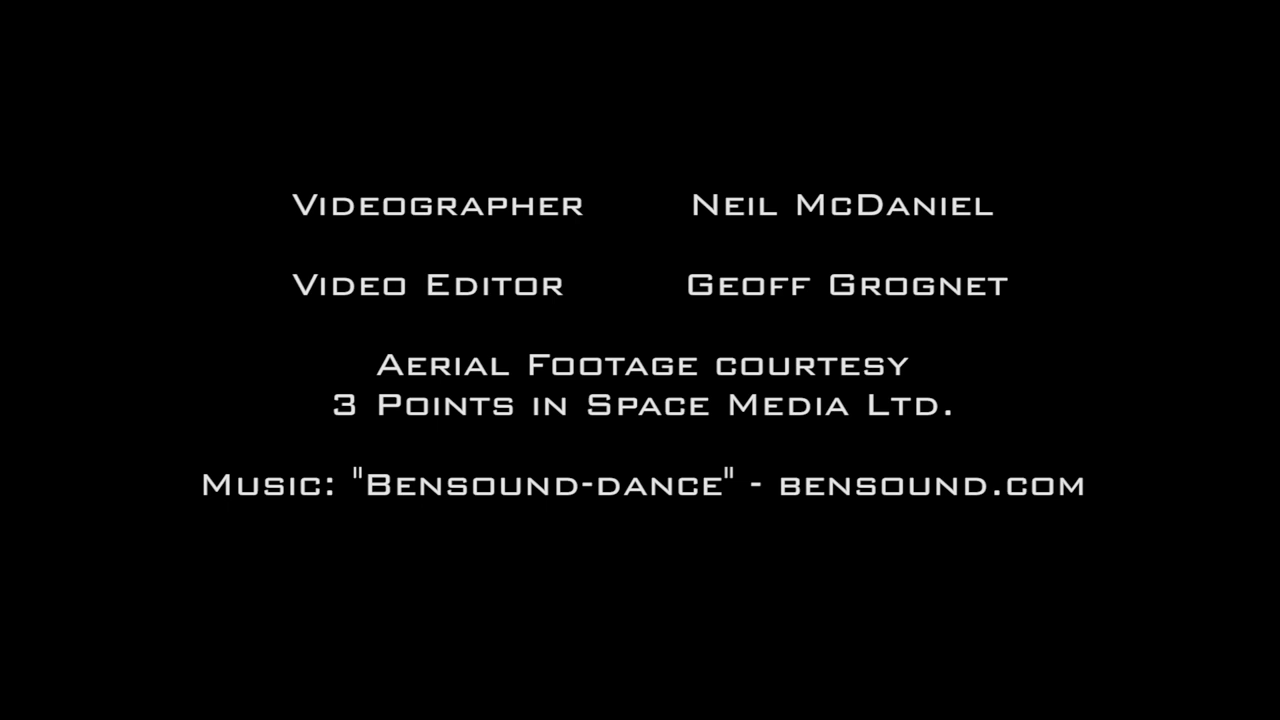 Videographer Neil McDaniel
Video Editor Geoff Grognet
Aerial Footage courtesy
3 Points in Space Media Ltd.
Music: "Bensound-dance" - bensound.com